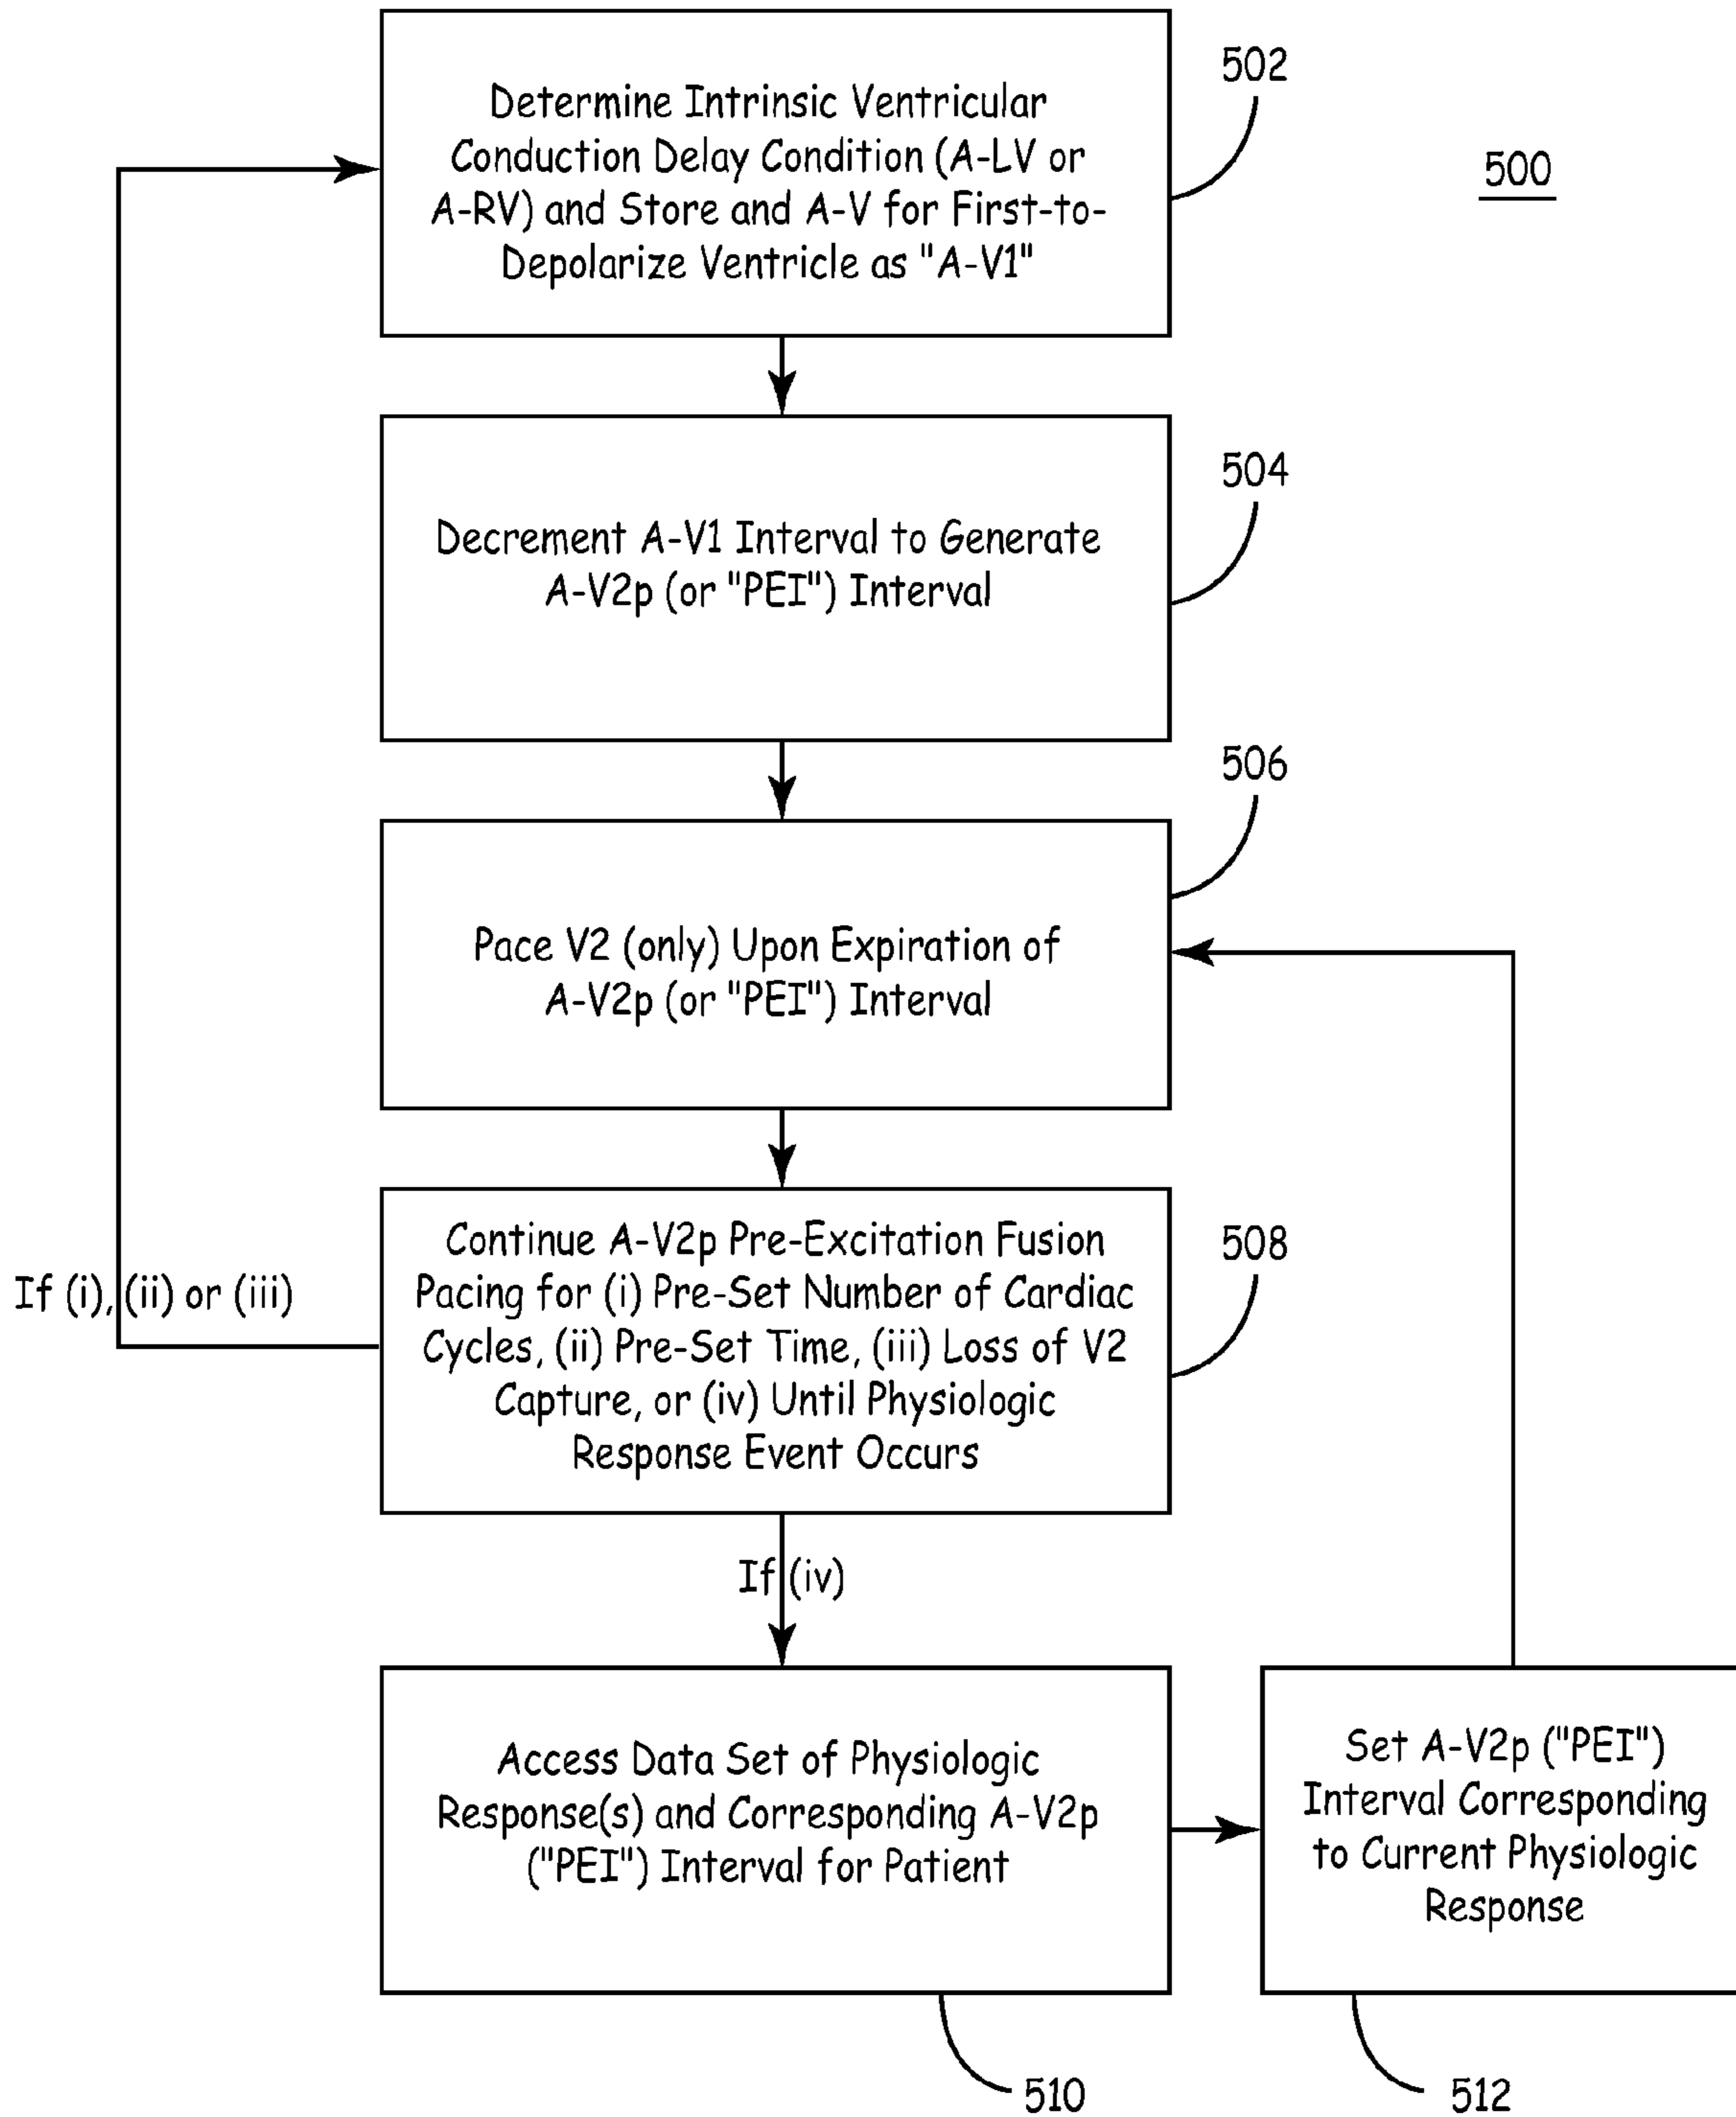 Determine Intrinsic Ventricular
Conduction Delay Condition (A-LV or
A-RV) and Store and A-V for First-to-
Depolarize Ventricle as "A-V1"
502
500
Decrement A-V1 Interval to Generate
A-V2p (or "PEI") Interval
504
Pace V2 (only) Upon Expiration of
A-V2p (or "PEI") Interval
506
Continue A-V2p Pre-Excitation Fusion
Pacing for (i) Pre-Set Number of Cardiac
Cycles, (ii) Pre-Set Time, (iii) Loss of V2
Capture, or (iv) Until Physiologic
Response Event Occurs
508
If (i), (ii) or (iii)
If (iv)
Access Data Set of Physiologic
Response(s) and Corresponding A-V2p
("PEI") Interval for Patient
510
Set A-V2p ("PEI")
Interval Corresponding
to Current Physiologic
Response
512